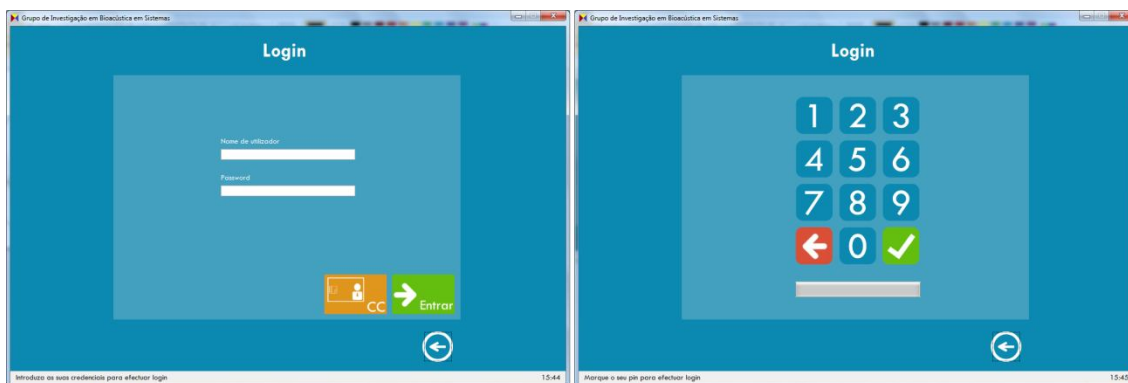 Grupo de Investigação em Bioacústica em Sistemas
Login
Nome de utilizador
Password
CC
Entrar
Introduza as suas credenciais para efectuar login
15:44
Grupo de Investigação em Bioacústica em Sistemas
Login
1 2 3
4 5 6
7 8 9
0
Marque o seu pin para efectuar login
15:45